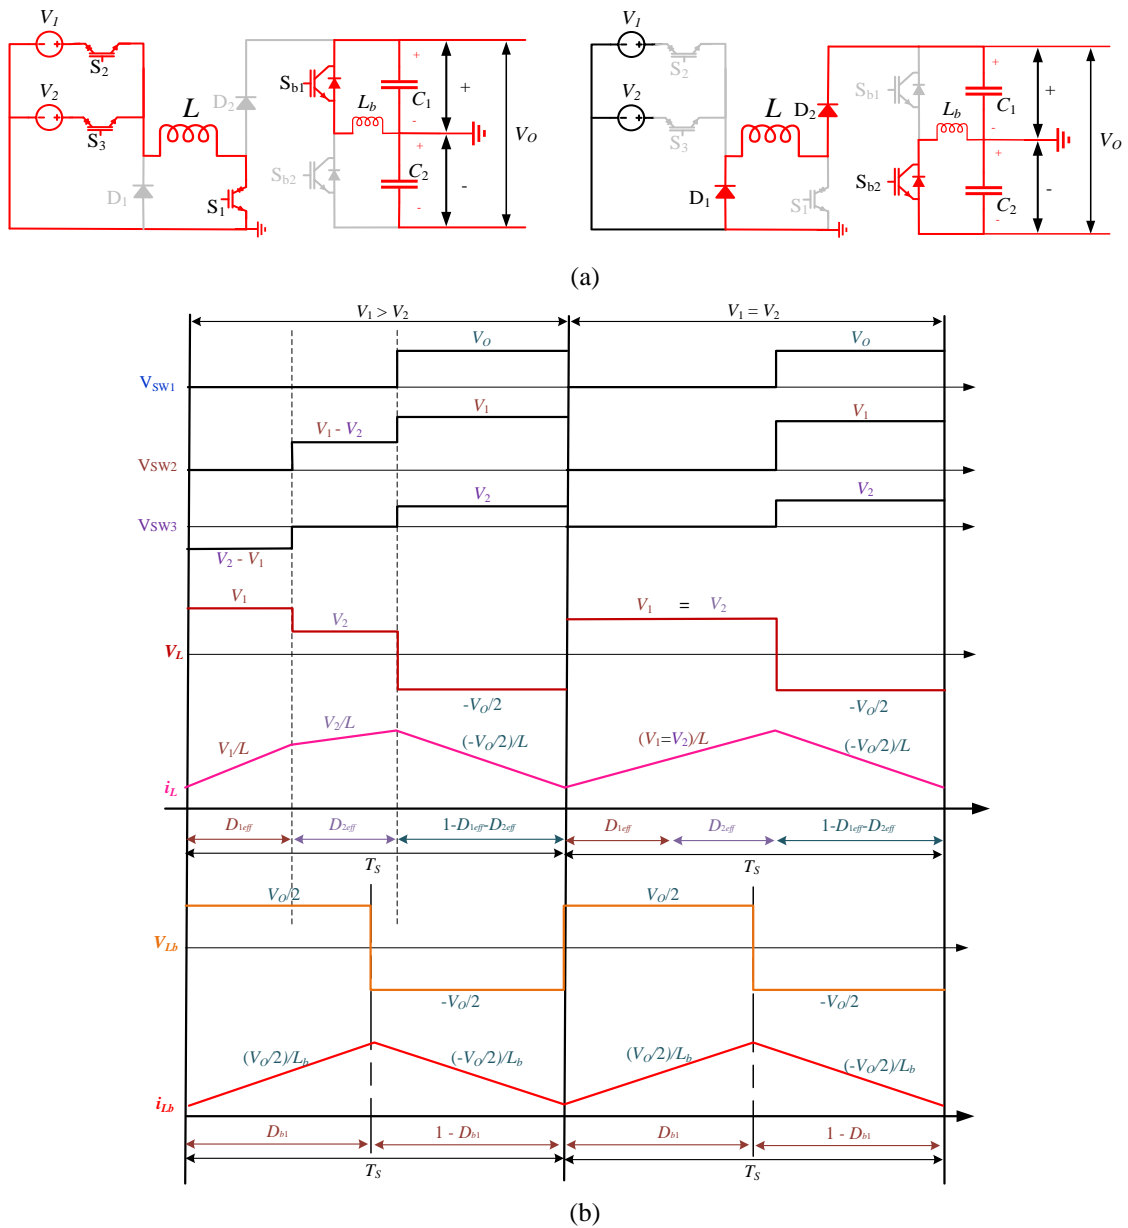 V1
S2
V2
S3
L
D2
D1
S1
Sb1
Lb
Sb2
+
-
C1
+
C2
-
+
-
VO
V1
S2
V2
S3
L
D2
D1
S1
Sb1
Lb
Sb2
+
-
C1
+
C2
-
+
-
VO
(a)
V1 > V2
V1 = V2
VO
VO
VSW1
V1
V1
V1 - V2
VSW2
V2
V2
VSW3
V2 - V1
V1
V2
V1 = V2
VL
-VO/2
-VO/2
V1/L
V2/L
(-VO/2)/L
(V1=V2)/L
(-VO/2)/L
iL
D1eff
D2eff
1-D1eff-D2eff
D1eff
D2eff
1-D1eff-D2eff
TS
TS
VO/2
VO/2
VLb
-VO/2
-VO/2
(VO/2)/Lb
(-VO/2)/Lb
(VO/2)/Lb
(-VO/2)/Lb
iLb
Db1
1 - Db1
Db1
1 - Db1
TS
TS
(b)